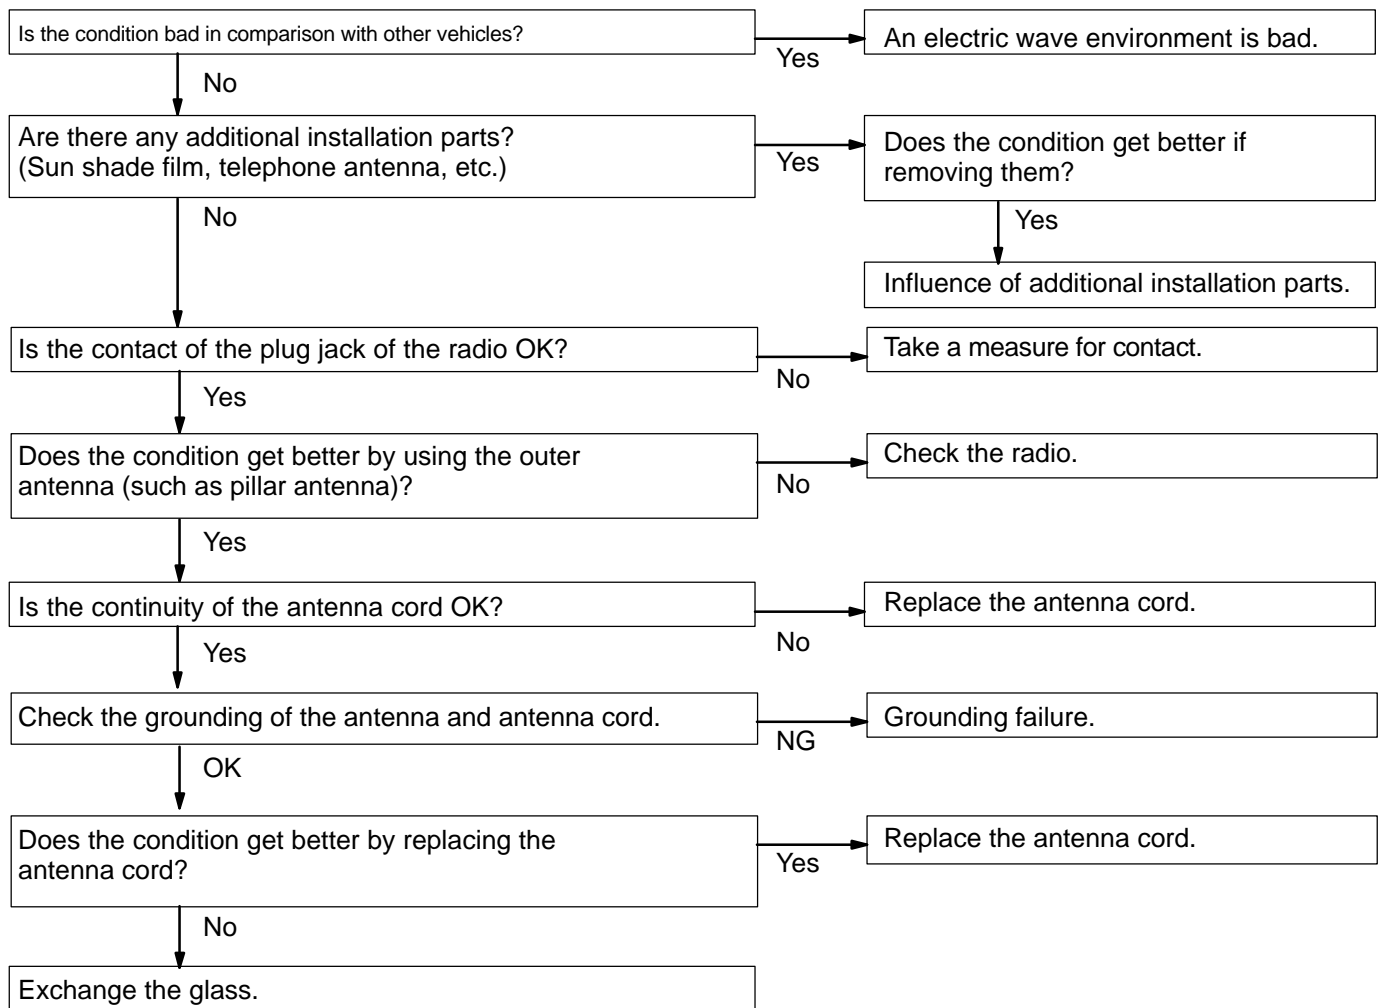 Is the condition bad in comparison with other vehicles?
Yes
An electric wave environment is bad.
No
Are there any additional installation parts?
(Sun shade film, telephone antenna, etc.)
Yes
Does the condition get better if
removing them?
No
Yes
Influence of additional installation parts.
Is the contact of the plug jack of the radio OK?
No
Take a measure for contact.
Yes
Does the condition get better by using the outer
antenna (such as pillar antenna)?
No
Check the radio.
Yes
Is the continuity of the antenna cord OK?
No
Replace the antenna cord.
Yes
Check the grounding of the antenna and antenna cord.
NG
Grounding failure.
OK
Does the condition get better by replacing the
antenna cord?
Yes
Replace the antenna cord.
No
Exchange the glass.